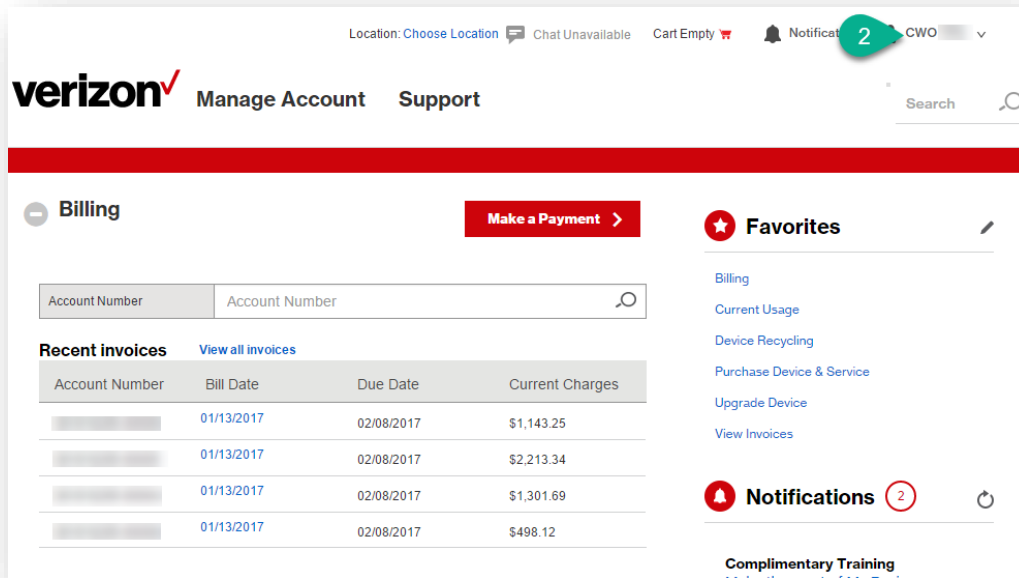 Location: Choose Location Chat Unavailable Cart Empty Notificat 2 CWO
verizon Manage Account Support
Search
Billing
Make a Payment
Favorites
Account Number Account Number
Billing
Current Usage
Device Recycling
Purchase Device & Service
Upgrade Device
View Invoices
Recent invoices View all invoices
Account Number Bill Date Due Date Current Charges
01/13/2017 02/08/2017 $1,143.25
01/13/2017 02/08/2017 $2,213.34
01/13/2017 02/08/2017 $1,301.69
01/13/2017 02/08/2017 $498.12
Notifications 2
Complimentary Training